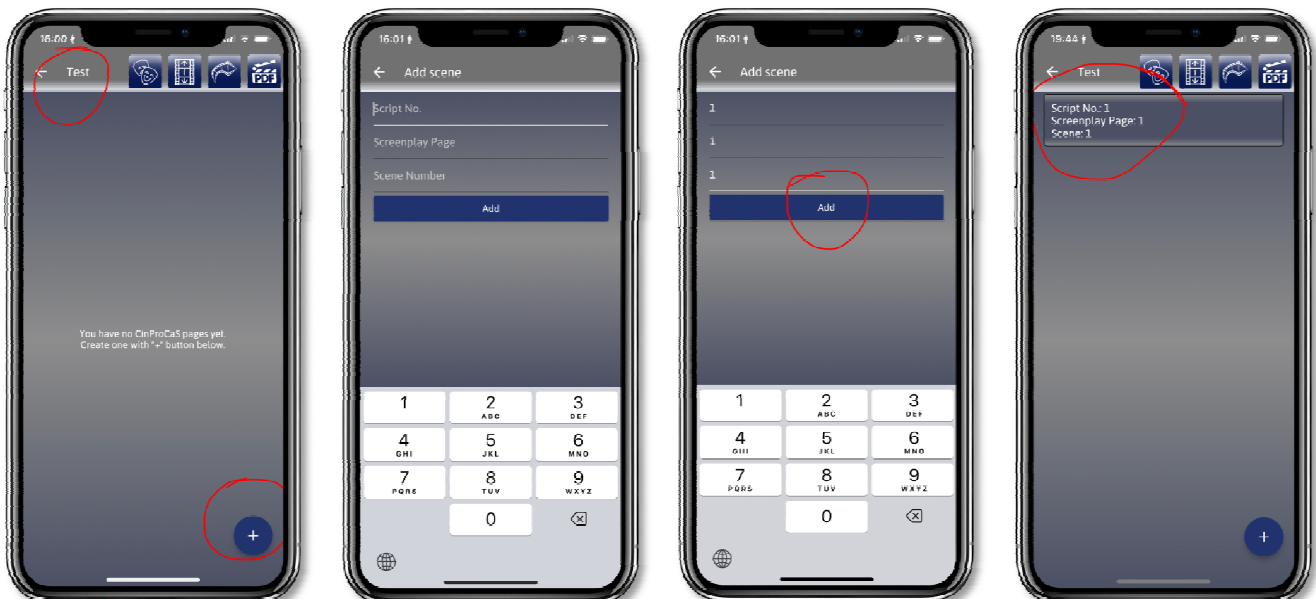 16:00
Test
PDF
You have no CinProCaS pages yet.
Create one with "+" button below.
+
16:01
Add scene
Script No.
Screenplay Page
Scene Number
Add
1
2
ABC
3
DEF
4
GHI
5
JKL
6
MNO
7
PQRS
8
TUV
9
WXYZ
0
16:01
Add scene
1
1
1
Add
1
2
ABC
3
DEF
4
GHI
5
JKL
6
MNO
7
PQRS
8
TUV
9
WXYZ
0
19:44
Test
PDF
Script No.: 1
Screenplay Page: 1
Scene: 1
+